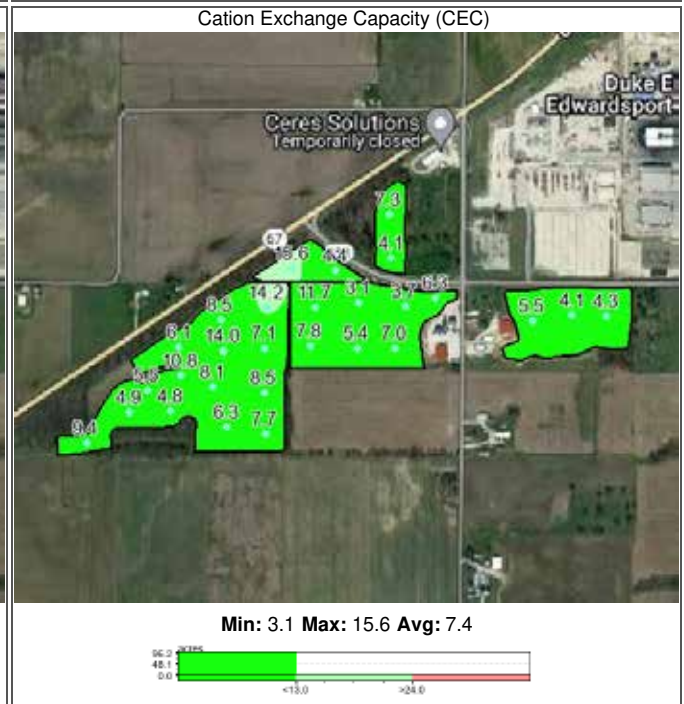 Cation Exchange Capacity (CEC)
Duke E
Edwardsport
Ceres Solutions
Temporarily closed
7.3
67
4.1
15.6 4.4
14.2 11.7 3.1 3.7 6.3
8.5
5.5 4.1 4.3
6.1 14.0 7.1 7.8 5.4 7.0
10.8 8.1 8.5
4.9 4.8
6.3 7.7
9.4
Min: 3.1 Max: 15.6 Avg: 7.4
acres
96.2
48.1
0.0
<13.0 >24.0